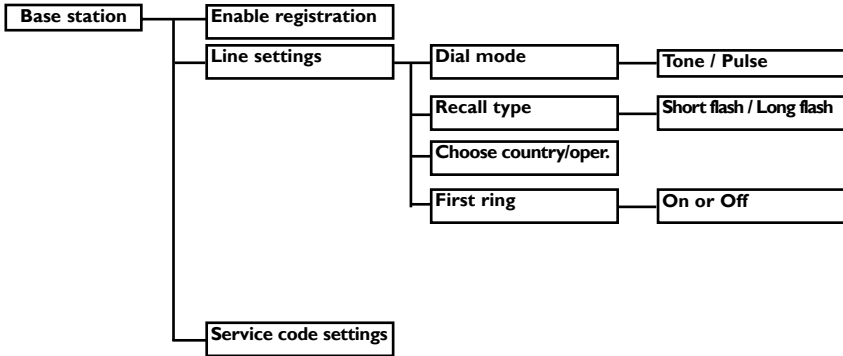 Base station
Enable registration
Line settings
Dial mode
Tone / Pulse
Recall type
Short flash / Long flash
Choose country/oper.
First ring
On or Off
Service code settings